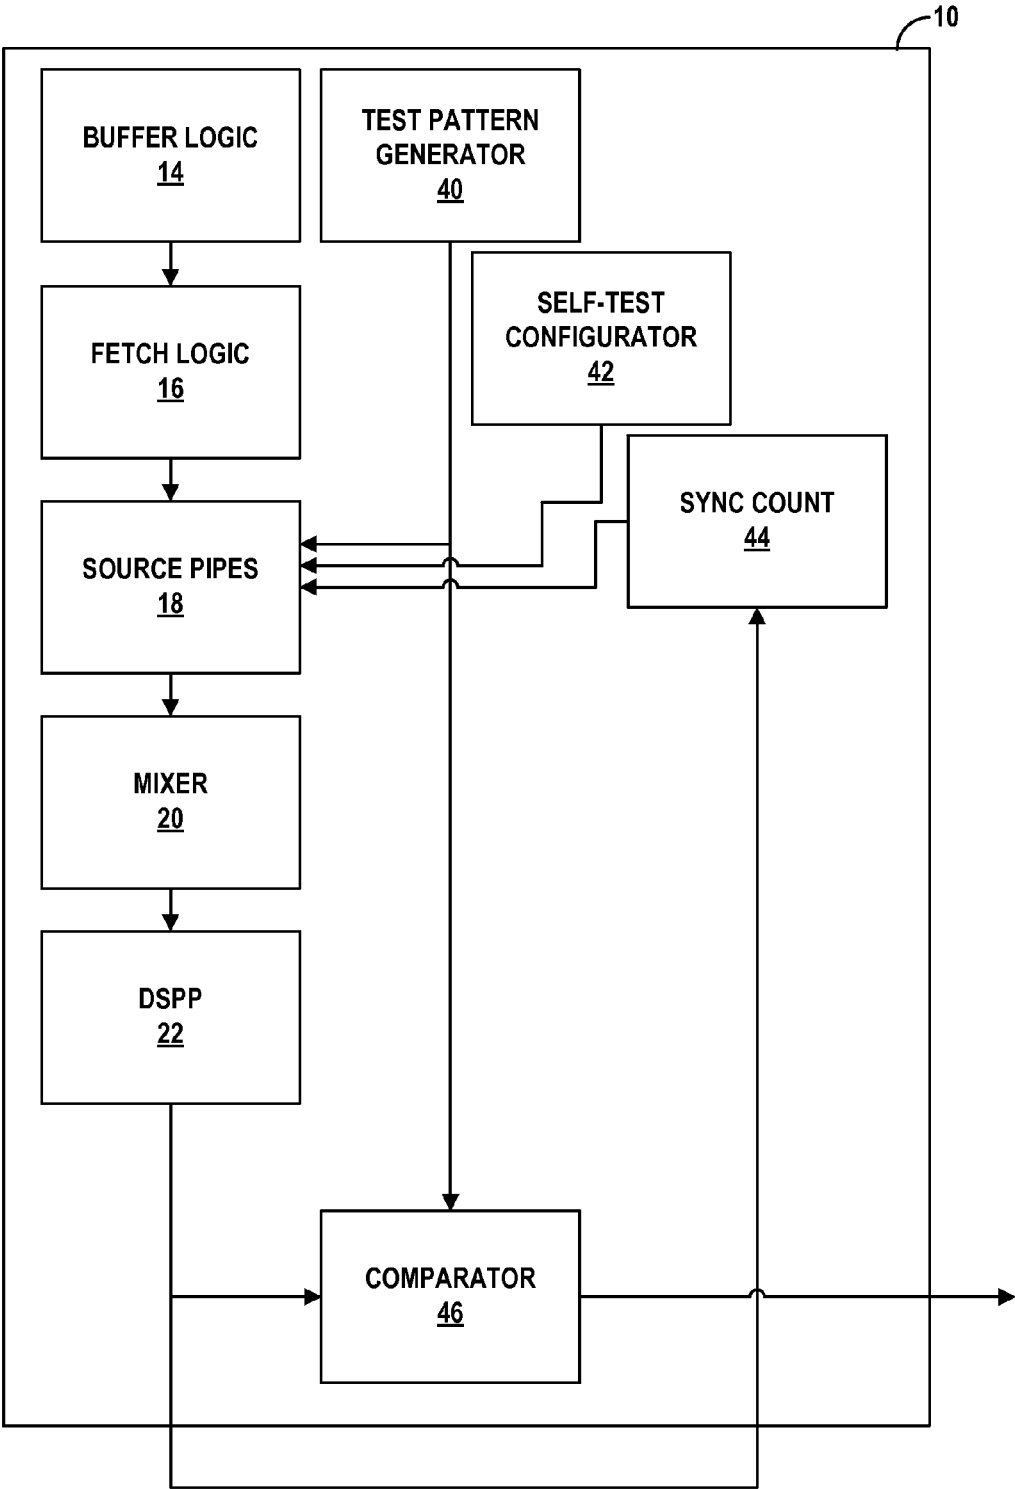 10
BUFFER LOGIC
14
TEST PATTERN
GENERATOR
40
SELF-TEST
CONFIGURATOR
42
FETCH LOGIC
16
SYNC COUNT
44
SOURCE PIPES
18
MIXER
20
DSPP
22
COMPARATOR
46